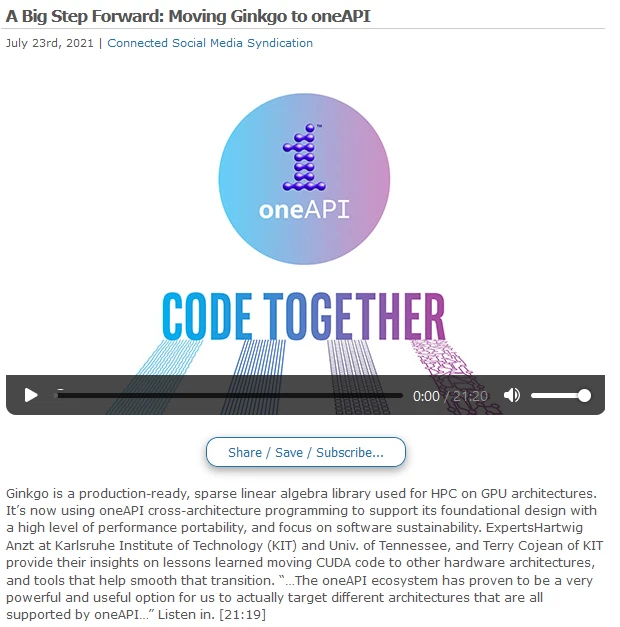 A Big Step Forward: Moving Ginkgo to oneAPI
July 23rd, 2021 | Connected Social Media Syndication
1™
oneAPI
CODE TOGETHER
0:00 / 21:20
Share / Save / Subscribe...
Ginkgo is a production-ready, sparse linear algebra library used for HPC on GPU architectures.
It’s now using oneAPI cross-architecture programming to support its foundational design with
a high level of performance portability, and focus on software sustainability. ExpertsHartwig
Anzt at Karlsruhe Institute of Technology (KIT) and Univ. of Tennessee, and Terry Cojean of KIT
provide their insights on lessons learned moving CUDA code to other hardware architectures,
and tools that help smooth that transition. “…The oneAPI ecosystem has proven to be a very
powerful and useful option for us to actually target different architectures that are all
supported by oneAPI…” Listen in. [21:19]